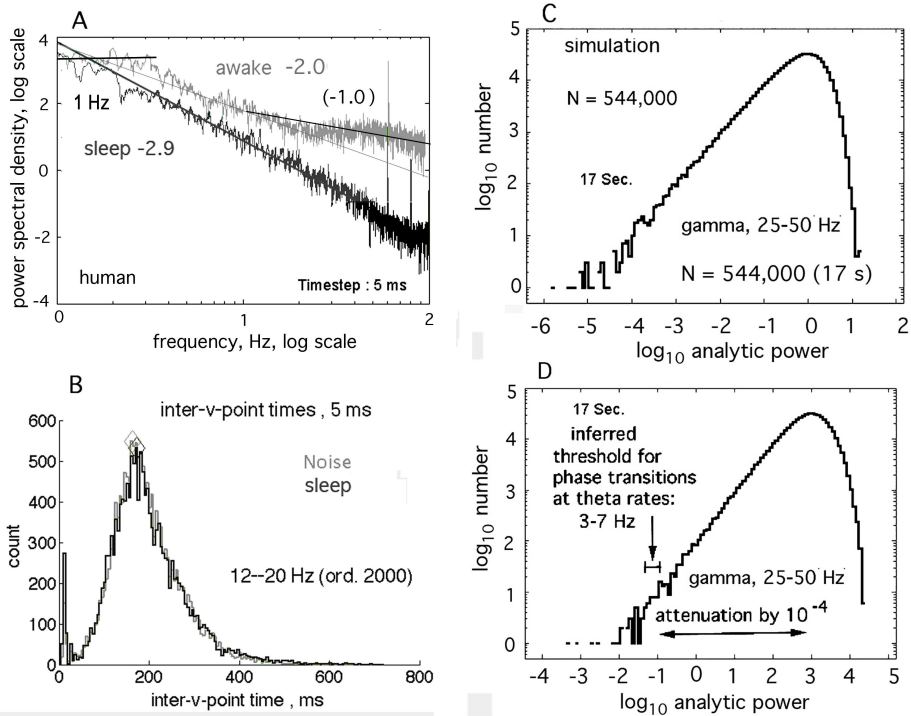 A
power spectral density, log scale
4
2
0
-2
-4
awake -2.0
(-1.0)
1 Hz
sleep -2.9
human
Timestep : 5 ms
0
1
2
frequency, Hz, log scale
B
inter-v-point times , 5 ms
count
600
500
400
300
200
100
0
Noise
sleep
12--20 Hz (ord. 2000)
0
200
400
600
800
inter-v-point time , ms
C
log10 number
5
4
3
2
1
0
simulation
N = 544,000
17 Sec.
gamma, 25-50 Hz
N = 544,000 (17 s)
-6 -5 -4 -3 -2 -1 0 1 2
log10 analytic power
D
log10 number
5
4
3
2
1
0
17 Sec.
inferred
threshold for
phase transitions
at theta rates:
3-7 Hz
gamma, 25-50 Hz
attenuation by 10-4
-4 -3 -2 -1 0 1 2 3 4 5
log10 analytic power